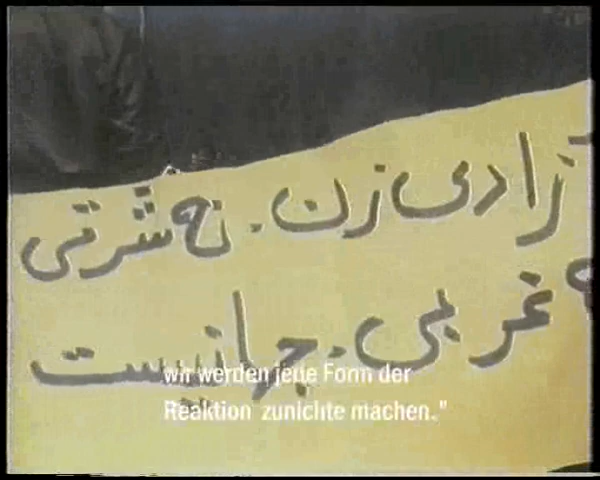 زادی زن. نه شرقی
ه غربی. جهانیست
wir werden jede Form der
Reaktion zunichte machen."